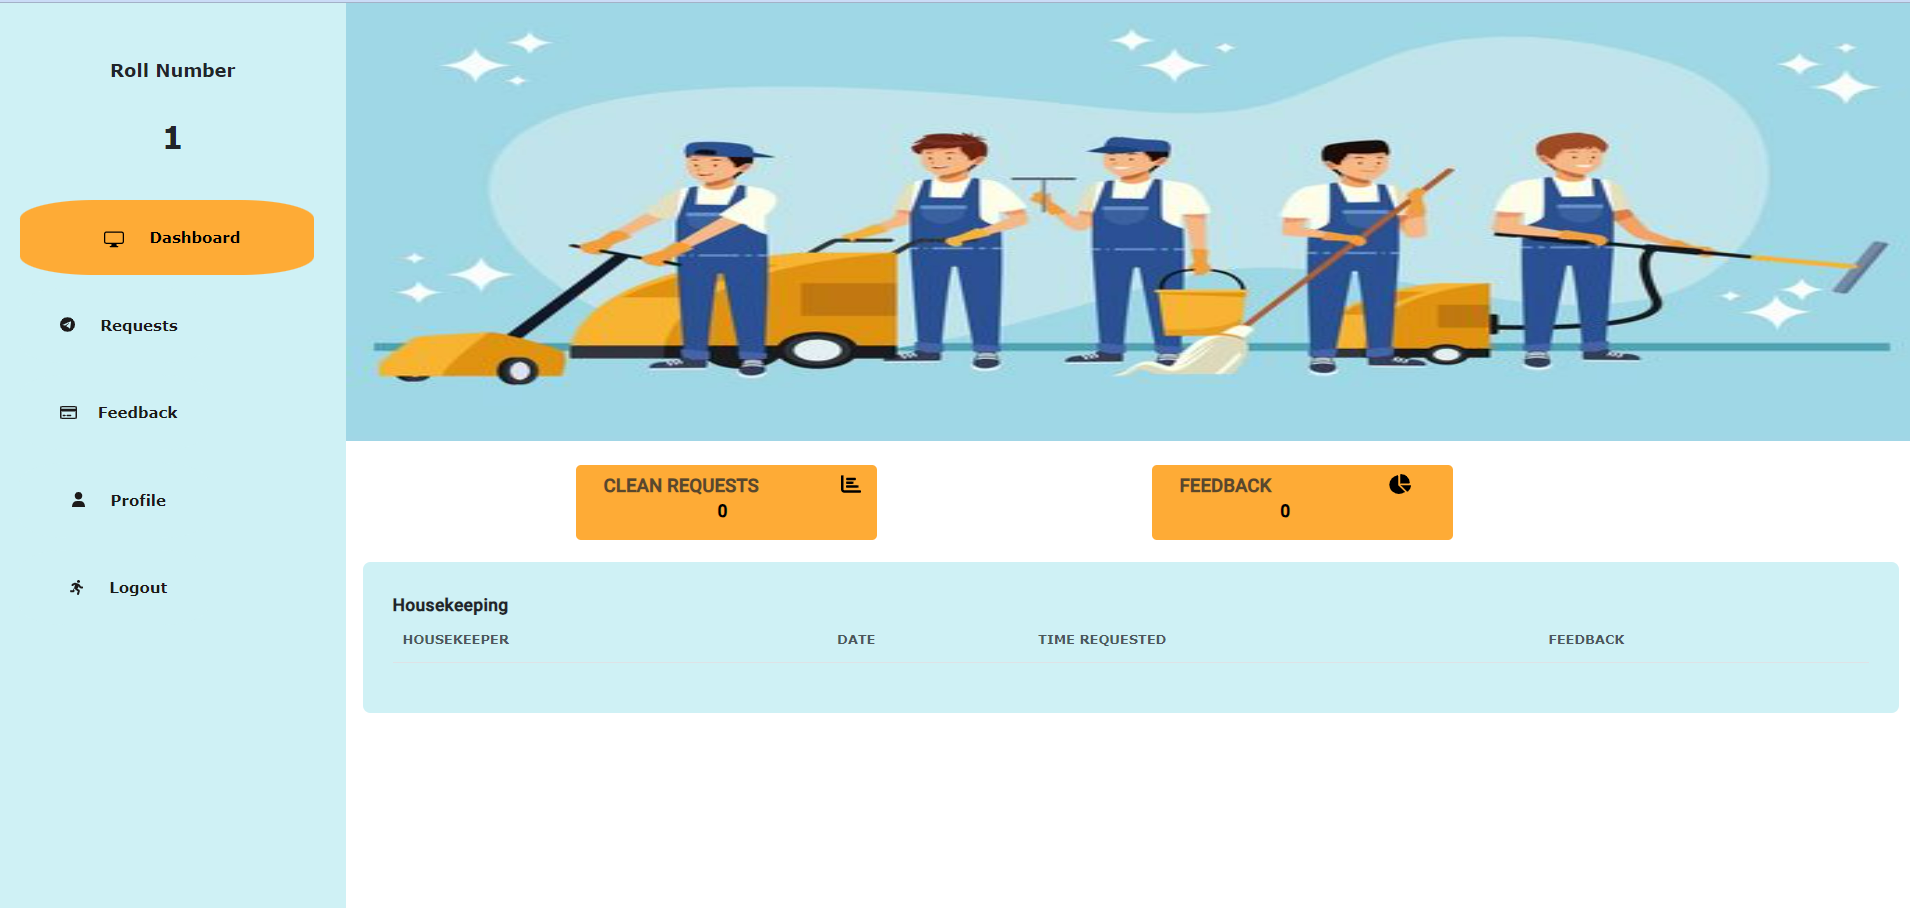 Roll Number
1
Dashboard
Requests
Feedback
Profile
Logout
CLEAN REQUESTS
0
FEEDBACK
0
Housekeeping
HOUSEKEEPER DATE TIME REQUESTED FEEDBACK